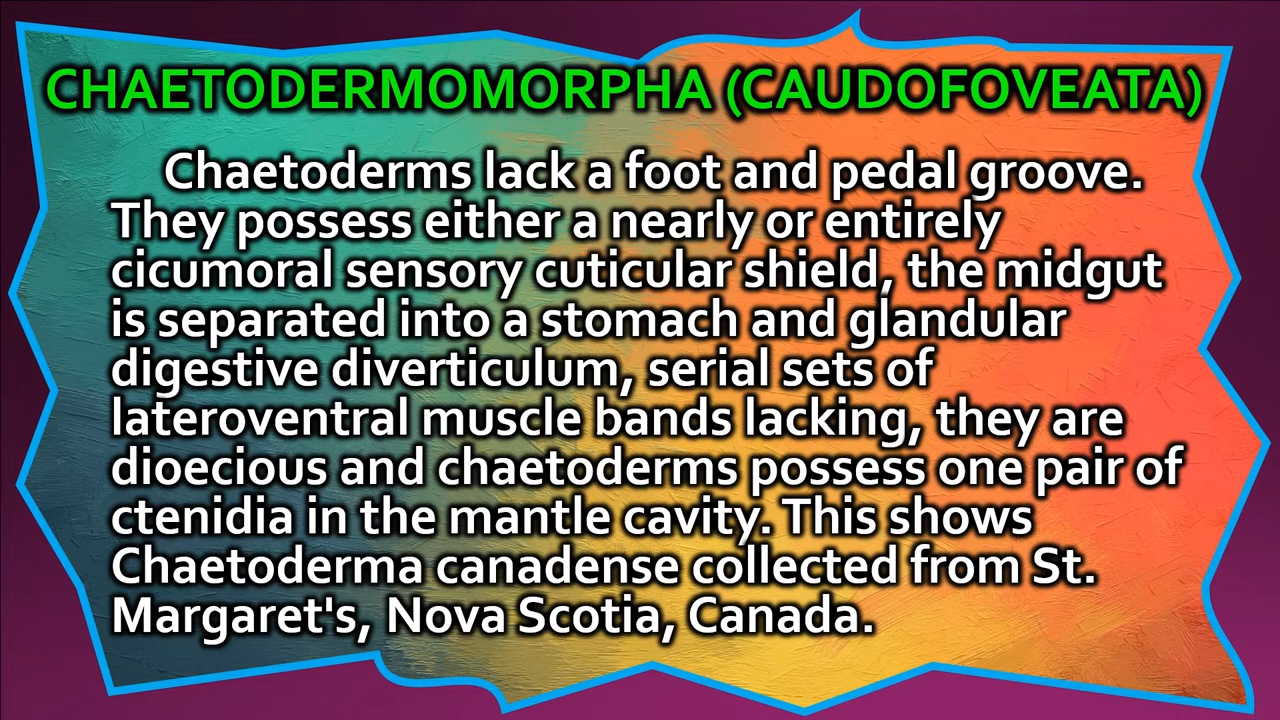 CHAETODERMOMORPHA (CAUDOFOVEATA)
Chaetoderms lack a foot and pedal groove.
They possess either a nearly or entirely
cicumoral sensory cuticular shield, the midgut
is separated into a stomach and glandular
digestive diverticulum, serial sets of
lateroventral muscle bands lacking, they are
dioecious and chaetoderms possess one pair of
ctenidia in the mantle cavity. This shows
Chaetoderma canadense collected from St.
Margaret's, Nova Scotia, Canada.